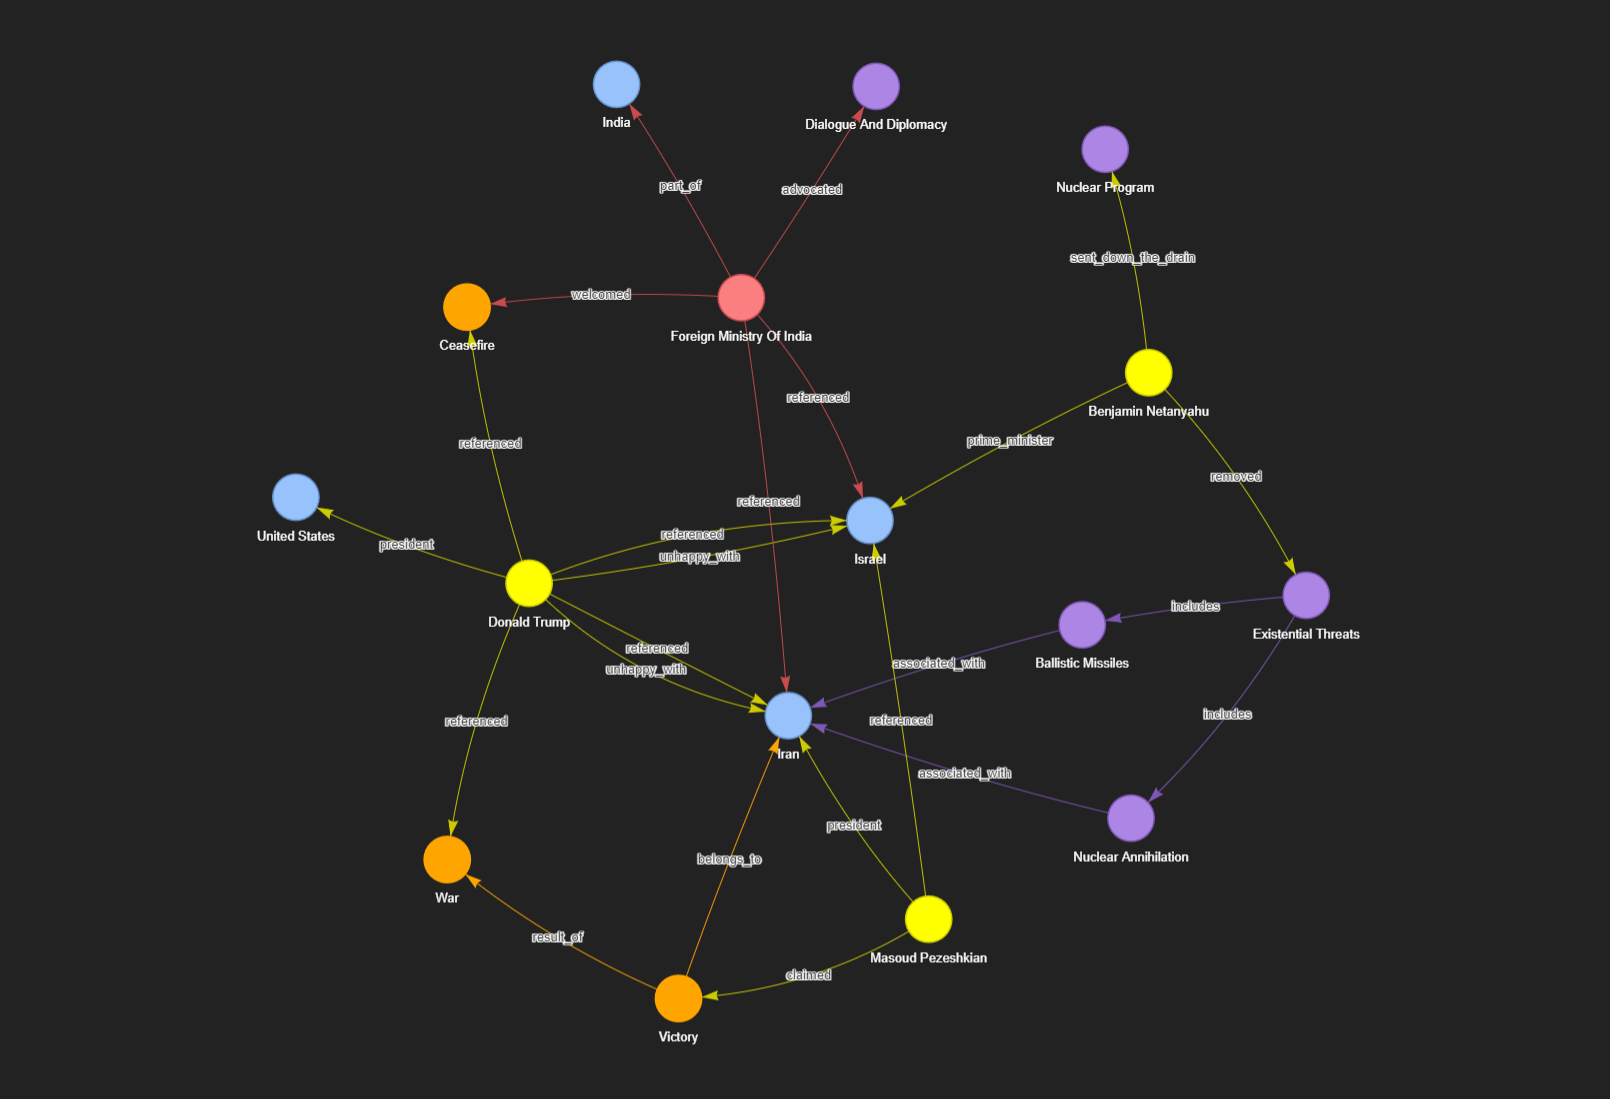 India
Dialogue And Diplomacy
Nuclear Program
part_of
advocated
sent_down_the_drain
welcomed
Foreign Ministry Of India
Ceasefire
referenced
Benjamin Netanyahu
referenced
prime_minister
removed
referenced
United States
president
referenced
unhappy_with
Israel
includes
Donald Trump
Existential Threats
referenced
unhappy_with
associated_with
Ballistic Missiles
referenced
referenced
includes
Iran
associated_with
president
belongs_to
Nuclear Annihilation
War
result_of
Masoud Pezeshkian
claimed
Victory